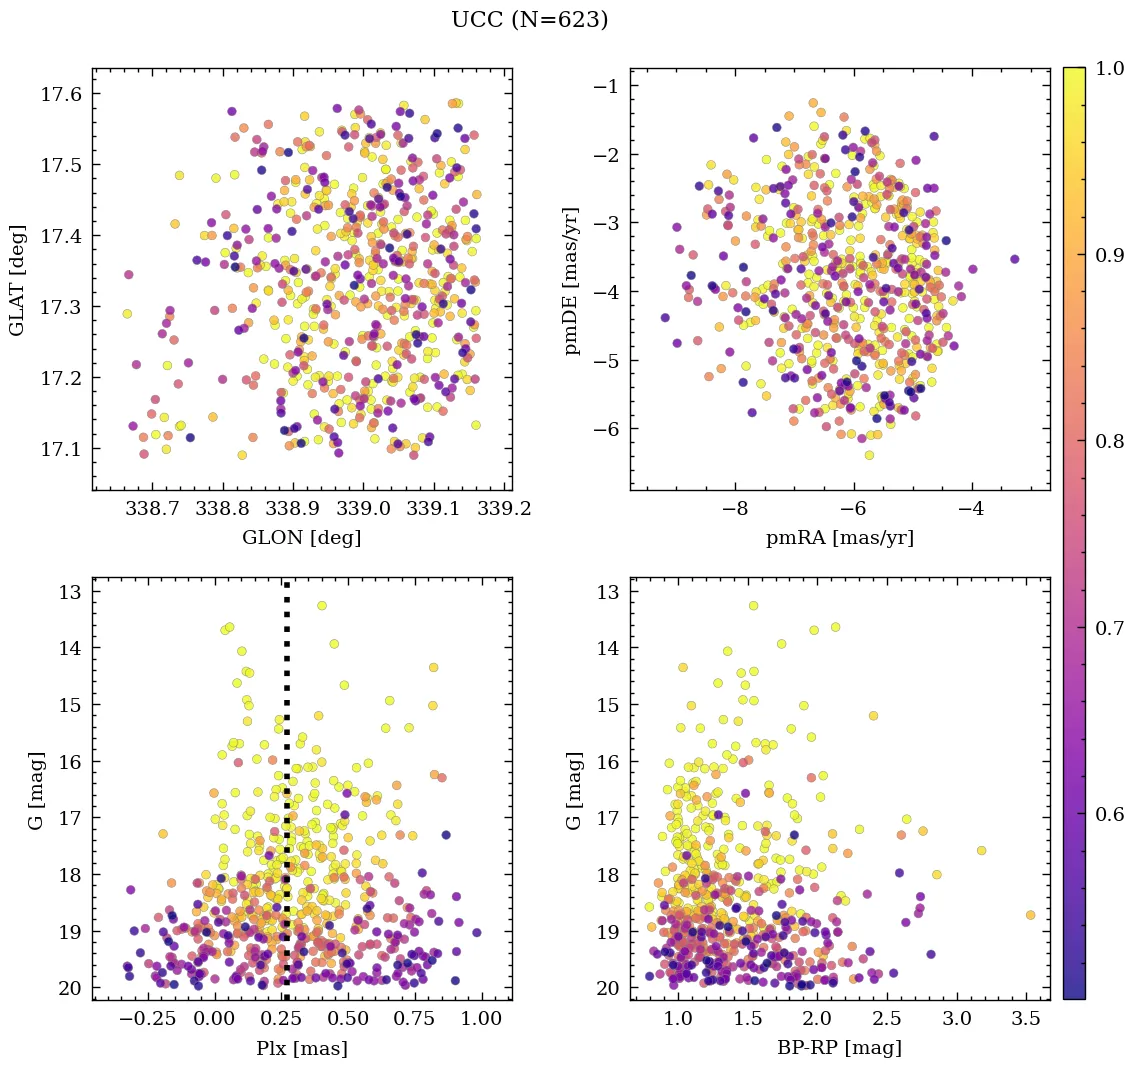 UCC (N=623)
17.6
17.5
17.4
17.3
17.2
17.1
GLAT [deg]
338.7 338.8 338.9 339.0 339.1 339.2
GLON [deg]
−1
−2
−3
−4
−5
−6
pmDE [mas/yr]
−8 −6 −4
pmRA [mas/yr]
1.0
0.9
0.8
0.7
0.6
13
14
15
16
17
18
19
20
G [mag]
−0.25 0.00 0.25 0.50 0.75 1.00
Plx [mas]
13
14
15
16
17
18
19
20
G [mag]
1.0 1.5 2.0 2.5 3.0 3.5
BP-RP [mag]